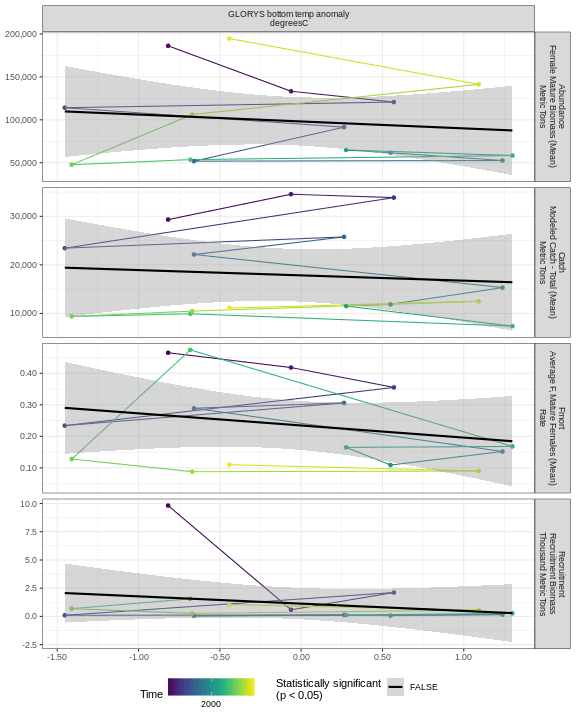 GLORYS bottom temp anomaly
degreesC
200,000
150,000
100,000
50,000
Abundance
Female Mature Biomass (Mean)
Metric Tons
30,000
20,000
10,000
Catch
Modeled Catch - Total (Mean)
Metric Tons
0.40
0.30
0.20
0.10
Fmort
Average F, Mature Females (Mean)
Rate
10.0
7.5
5.0
2.5
0.0
-2.5
Recruitment
Recruitment Biomass
Thousand Metric Tons
-1.50 -1.00 -0.50 0.00 0.50 1.00
Time
2000
Statistically significant
(p < 0.05)
FALSE